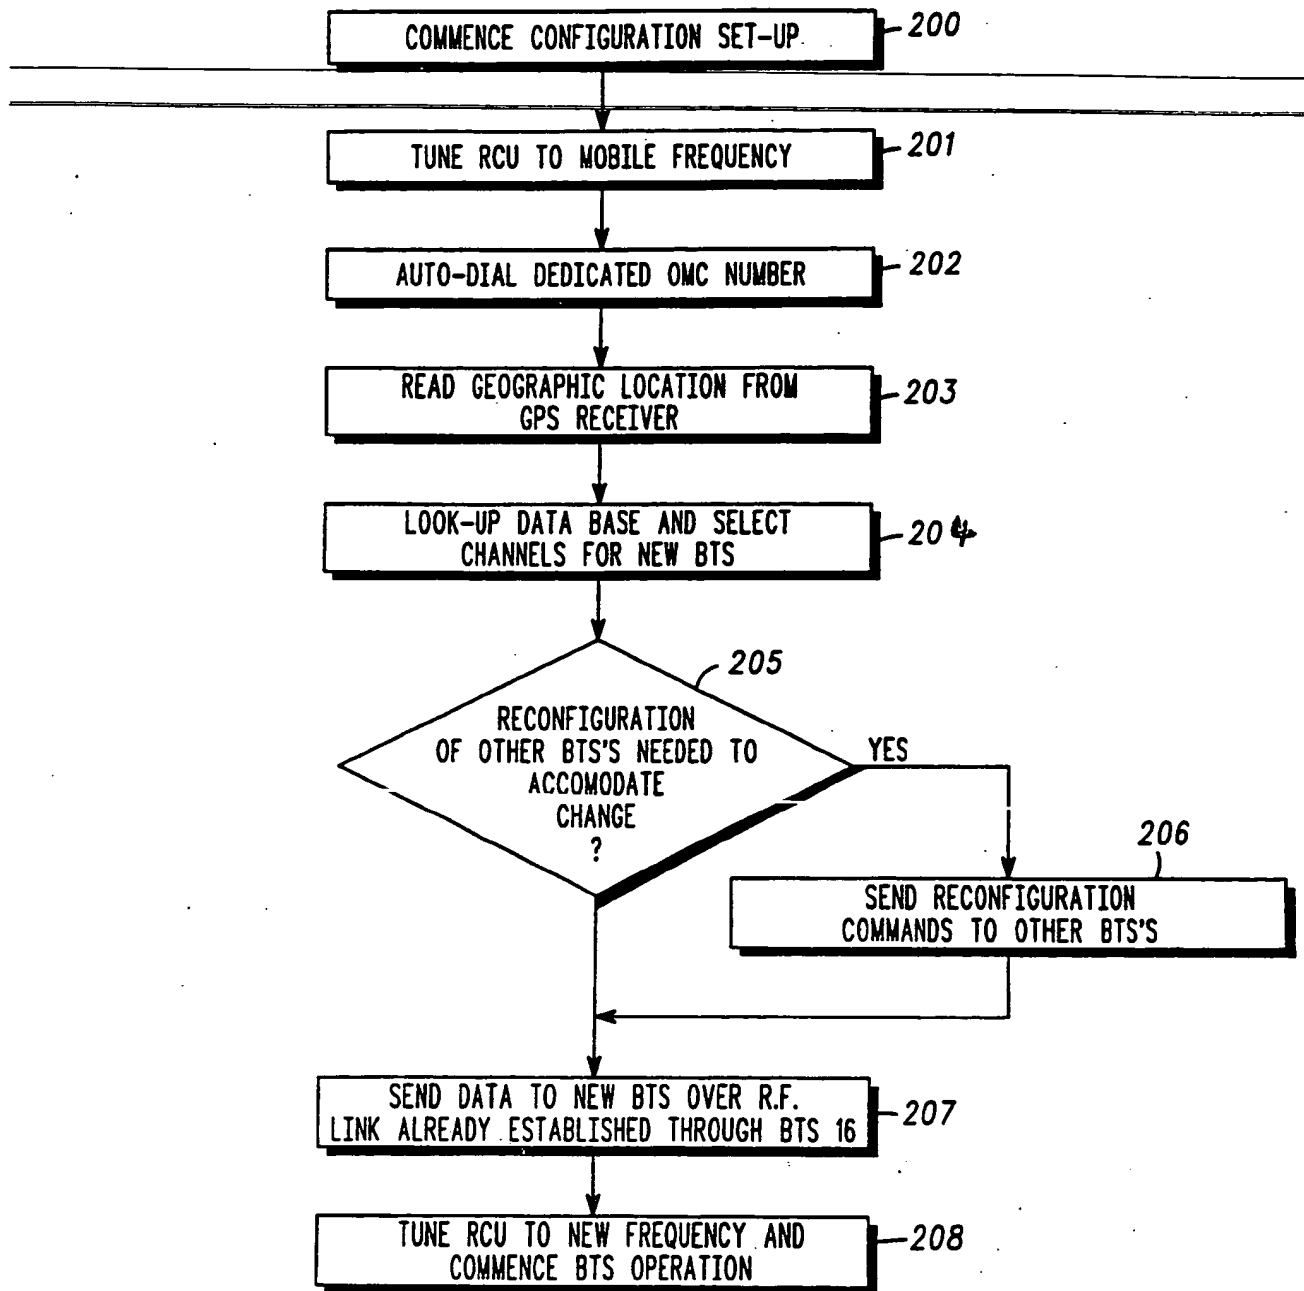 COMMENCE CONFIGURATION SET-UP
200
TUNE RCU TO MOBILE FREQUENCY
201
AUTO-DIAL DEDICATED OMC NUMBER
202
READ GEOGRAPHIC LOCATION FROM
GPS RECEIVER
203
LOOK-UP DATA BASE AND SELECT
CHANNELS FOR NEW BTS
204
205
RECONFIGURATION
OF OTHER BTS'S NEEDED TO
ACCOMODATE
CHANGE
?
YES
206
SEND RECONFIGURATION
COMMANDS TO OTHER BTS'S
SEND DATA TO NEW BTS OVER R.F.
LINK ALREADY ESTABLISHED THROUGH BTS 16
207
TUNE RCU TO NEW FREQUENCY AND
COMMENCE BTS OPERATION
208